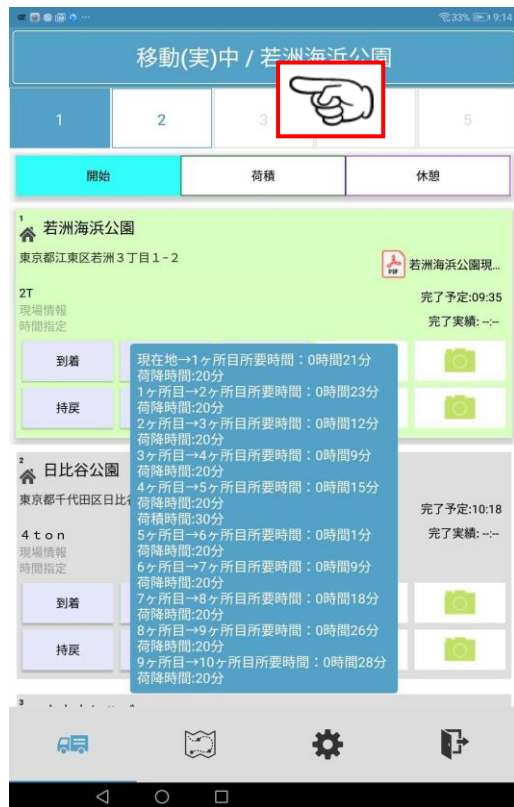 33% 9:14
移動(実)中 / 若洲海浜公園
1
2
3
5
開始
荷積
休憩
1
若洲海浜公園
東京都江東区若洲３丁目１-２
PDF
若洲海浜公園現...
2T
完了予定:09:35
現場情報
完了実績: --:--
時間指定
到着
持戻
現在地→1ヶ所目所要時間：0時間21分
荷降時間:20分
1ヶ所目→2ヶ所目所要時間：0時間23分
荷降時間:20分
2ヶ所目→3ヶ所目所要時間：0時間12分
荷降時間:20分
3ヶ所目→4ヶ所目所要時間：0時間9分
荷降時間:20分
4ヶ所目→5ヶ所目所要時間：0時間15分
荷降時間:20分
荷積時間:30分
5ヶ所目→6ヶ所目所要時間：0時間1分
荷降時間:20分
6ヶ所目→7ヶ所目所要時間：0時間9分
荷降時間:20分
7ヶ所目→8ヶ所目所要時間：0時間18分
荷降時間:20分
8ヶ所目→9ヶ所目所要時間：0時間26分
荷降時間:20分
9ヶ所目→10ヶ所目所要時間：0時間28分
荷降時間:20分
2
日比谷公園
東京都千代田区日比
完了予定:10:18
4ｔｏｎ
完了実績: --:--
現場情報
時間指定
到着
持戻
3